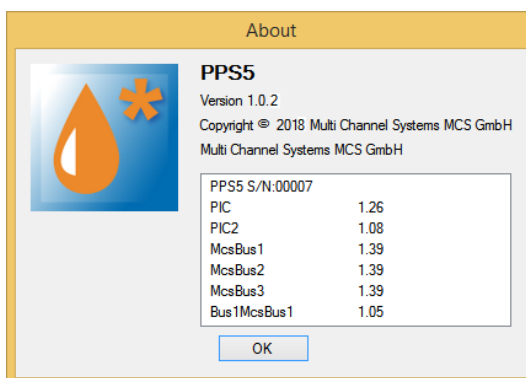 About
PPS5
Version 1.0.2
Copyright © 2018 Multi Channel Systems MCS GmbH
Multi Channel Systems MCS GmbH
PPS5 S/N:00007
PIC 1.26
PIC2 1.08
McsBus1 1.39
McsBus2 1.39
McsBus3 1.39
Bus1McsBus1 1.05
OK